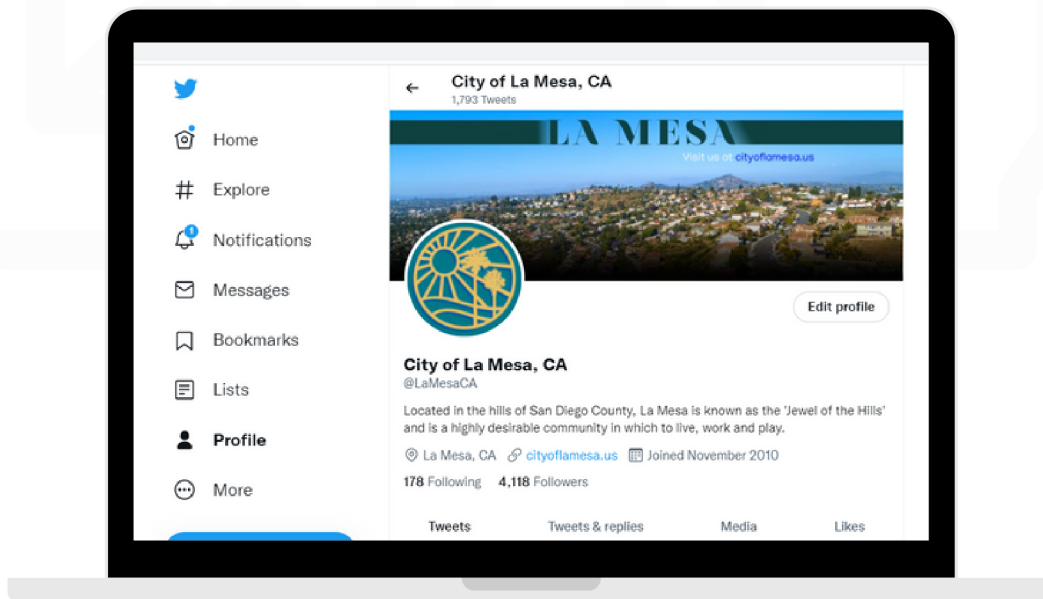 City of La Mesa, CA
1,793 Tweets
LA MESA
Visit us at cityoflamesa.us
Home
Explore
1
Notifications
Messages
Bookmarks
Lists
Profile
More
Edit profile
City of La Mesa, CA
@LaMesaCA
Located in the hills of San Diego County, La Mesa is known as the 'Jewel of the Hills'
and is a highly desirable community in which to live, work and play.
La Mesa, CA cityoflamesa.us Joined November 2010
178 Following 4,118 Followers
Tweets Tweets & replies Media Likes